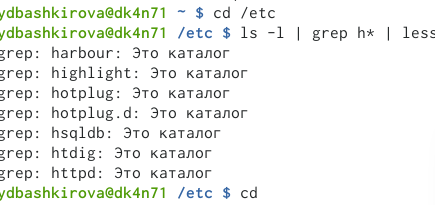 ydbashkirova@dk4n71 ~ $ cd /etc
ydbashkirova@dk4n71 /etc $ ls -l | grep h* | less
grep: harbour: Это каталог
grep: highlight: Это каталог
grep: hotplug: Это каталог
grep: hotplug.d: Это каталог
grep: hsqldb: Это каталог
grep: htdig: Это каталог
grep: httpd: Это каталог
ydbashkirova@dk4n71 /etc $ cd